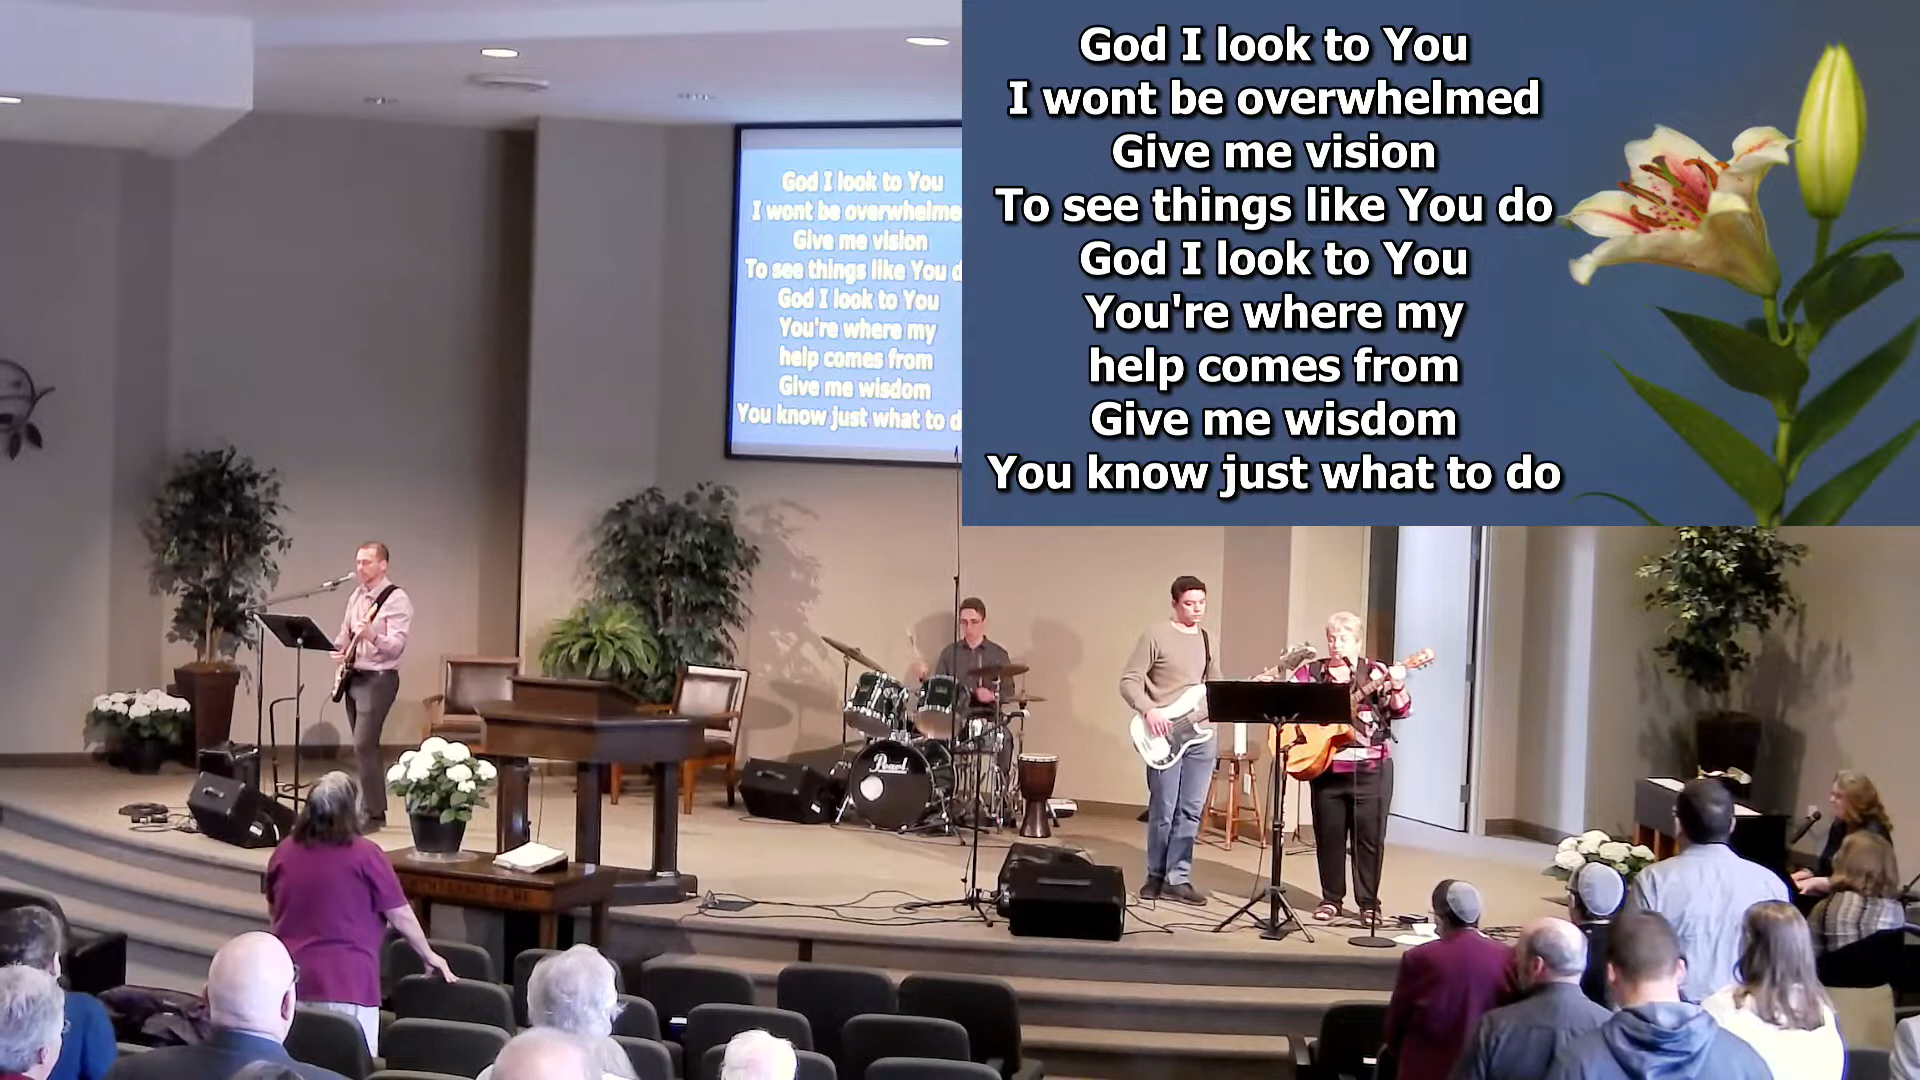 God I look to You
I wont be overwhelmed
Give me vision
To see things like You do
God I look to You
You're where my
help comes from
Give me wisdom
You know just what to do
God I look to You
I wont be overwhelme
Give me vision
To see things like You d
God I look to You
You're where my
help comes from
Give me wisdom
You know just what to d
Pearl